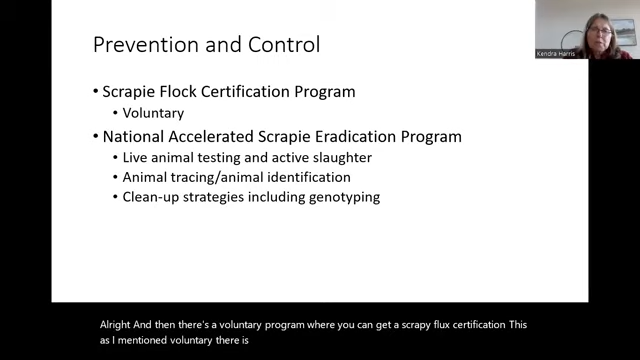 Prevention and Control
Kendra Harris
• Scrapie Flock Certification Program
• Voluntary
• National Accelerated Scrapie Eradication Program
• Live animal testing and active slaughter
• Animal tracing/animal identification
• Clean-up strategies including genotyping
Alright And then there's a voluntary program where you can get a scrapy flux certification This
as I mentioned voluntary there is